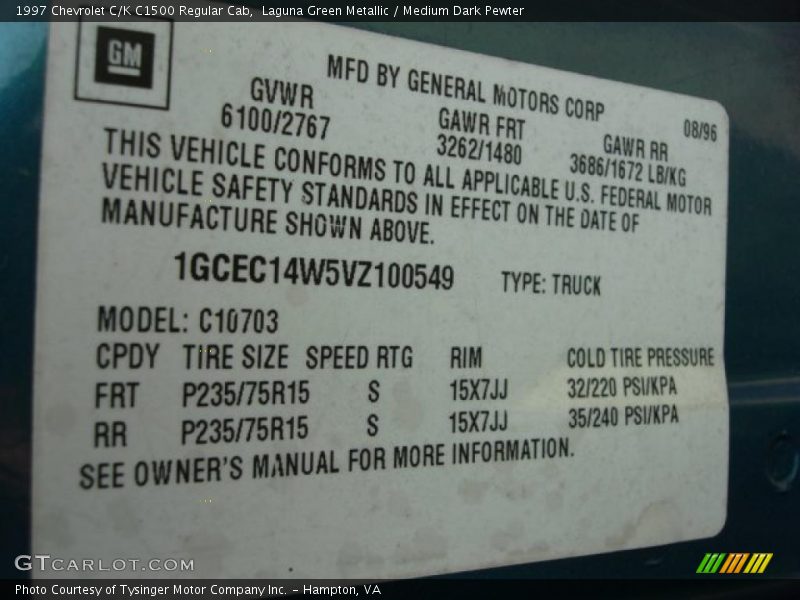 1997 Chevrolet C/K C1500 Regular Cab,  Laguna Green Metallic / Medium Dark Pewter
GM
MFD BY GENERAL MOTORS CORP
08/96
GVWR
6100/2767
GAWR FRT
3262/1480
GAWR RR
3686/1672 LB/KG
THIS VEHICLE CONFORMS TO ALL APPLICABLE U.S. FEDERAL MOTOR
VEHICLE SAFETY STANDARDS IN EFFECT ON THE DATE OF
MANUFACTURE SHOWN ABOVE.
1GCEC14W5VZ100549 TYPE: TRUCK
MODEL: C10703
CPDY TIRE SIZE SPEED RTG RIM COLD TIRE PRESSURE
FRT P235/75R15 S 15X7JJ 32/220 PSI/KPA
RR P235/75R15 S 15X7JJ 35/240 PSI/KPA
SEE OWNER'S MANUAL FOR MORE INFORMATION.
GTCARLOT.COM
Photo Courtesy of Tysinger Motor Company Inc. - Hampton, VA